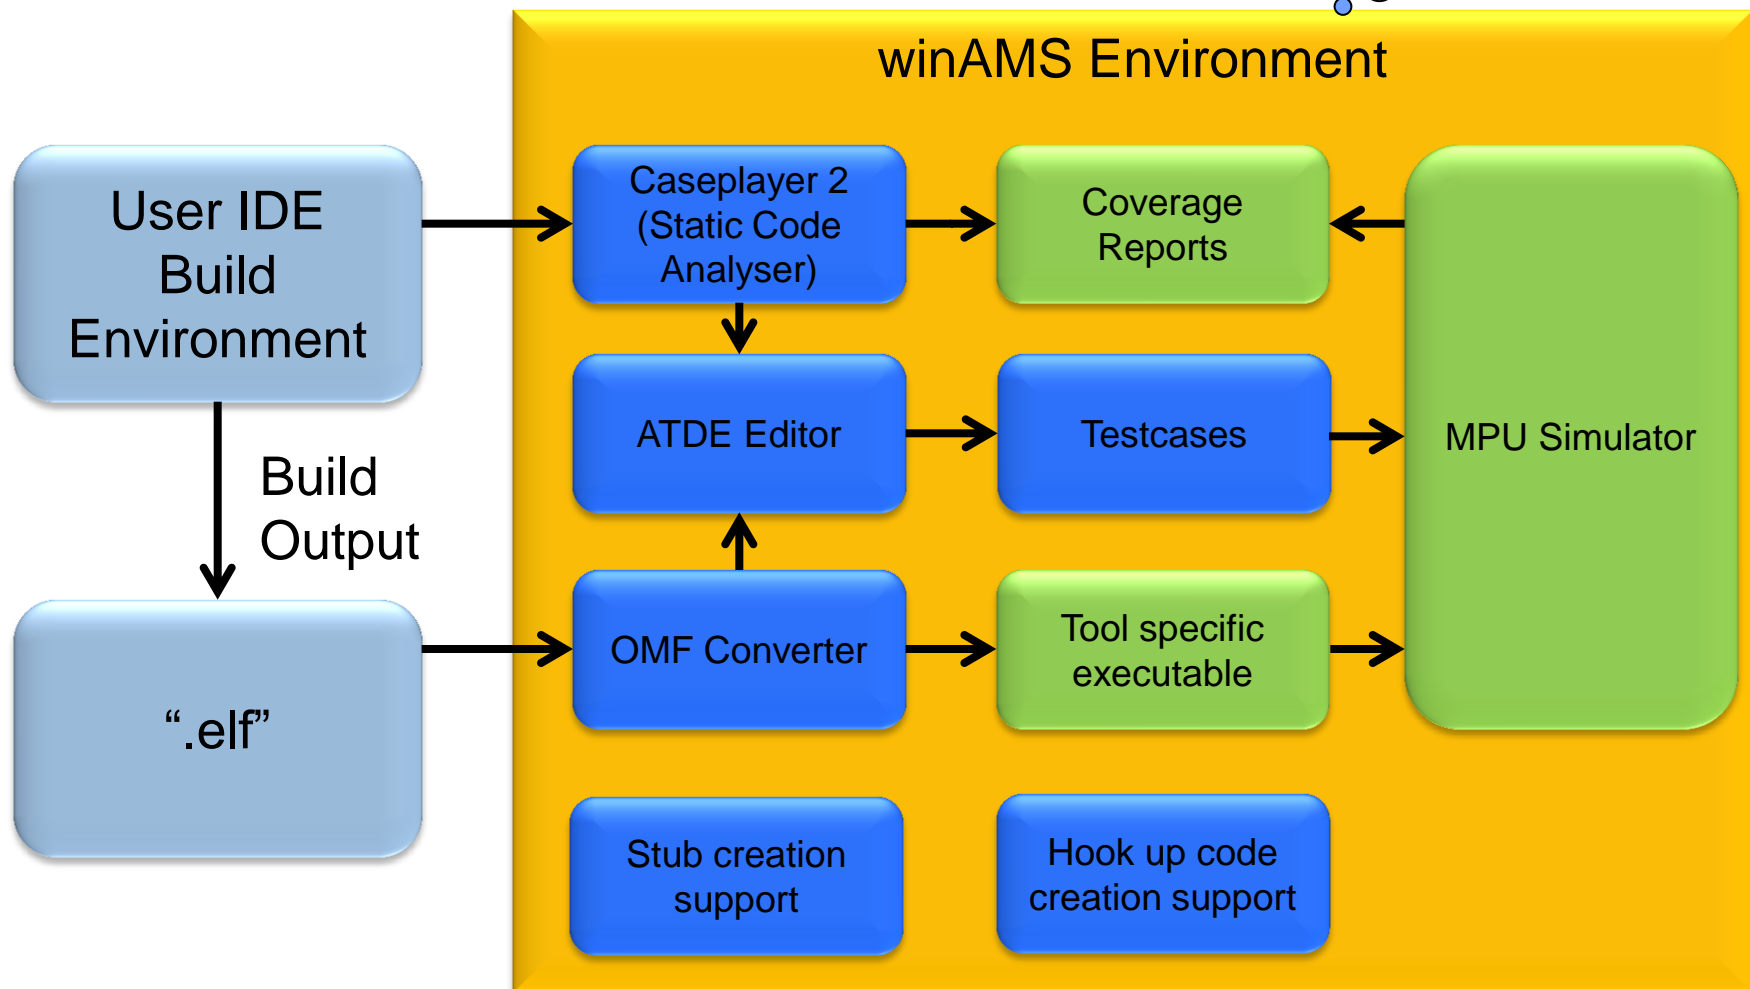 winAMS Environment
User IDE
Build
Environment
Caseplayer 2
(Static Code
Analyser)
Coverage
Reports
ATDE Editor
Testcases
MPU Simulator
Build
Output
OMF Converter
Tool specific
executable
“.elf”
Stub creation
support
Hook up code
creation support